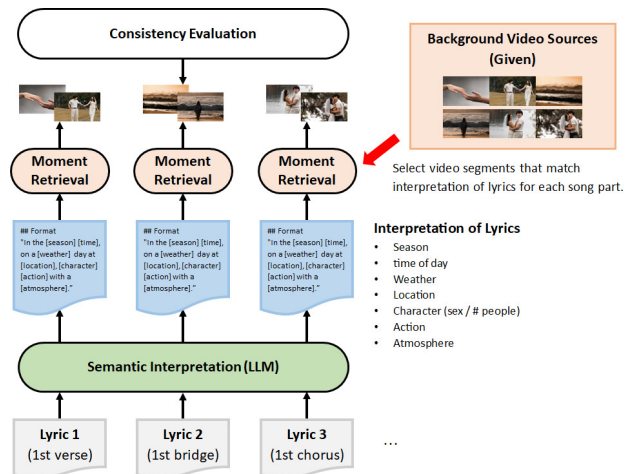 Consistency Evaluation
Background Video Sources
(Given)
Moment
Retrieval
Moment
Retrieval
Moment
Retrieval
Select video segments that match
interpretation of lyrics for each song part.
## Format
"In the [season] [time],
on a [weather] day at
[location], [character]
[action] with a
[atmosphere]."
## Format
"In the [season] [time],
on a [weather] day at
[location], [character]
[action] with a
[atmosphere]."
## Format
"In the [season] [time],
on a [weather] day at
[location], [character]
[action] with a
[atmosphere]."
Interpretation of Lyrics
• Season
• time of day
• Weather
• Location
• Character (sex / # people)
• Action
• Atmosphere
Semantic Interpretation (LLM)
Lyric 1
(1st verse)
Lyric 2
(1st bridge)
Lyric 3
(1st chorus)
...